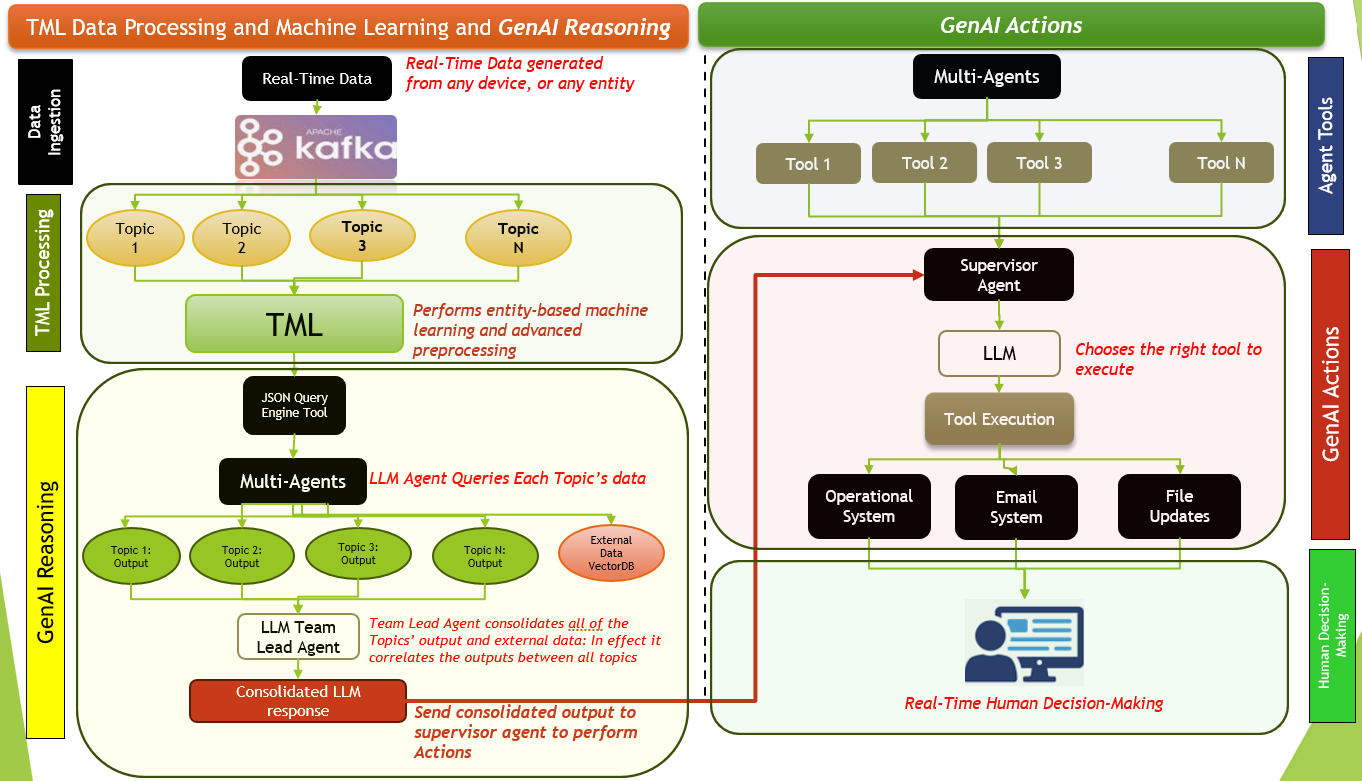 TML Data Processing and Machine Learning and GenAI Reasoning
Data
Ingestion
Real-Time Data
Real-Time Data generated
from any device, or any entity
APACHE
kafka
TML Processing
Topic
1
Topic
2
Topic
3
Topic
N
TML
Performs entity-based machine
learning and advanced
preprocessing
GenAI Reasoning
JSON Query
Engine Tool
Multi-Agents
LLM Agent Queries Each Topic's data
Topic 1:
Output
Topic 2:
Output
Topic 3:
Output
Topic N:
Output
External
Data
VectorDB
LLM Team
Lead Agent
Team Lead Agent consolidates all of the
Topics' output and external data: In effect it
correlates the outputs between all topics
Consolidated LLM
response
Send consolidated output to
supervisor agent to perform
Actions
GenAI Actions
Multi-Agents
Tool 1
Tool 2
Tool 3
Tool N
Agent Tools
Supervisor
Agent
LLM
Chooses the right tool to
execute
Tool Execution
Operational
System
Email
System
File
Updates
GenAI Actions
Real-Time Human Decision-Making
Human Decision-
Making